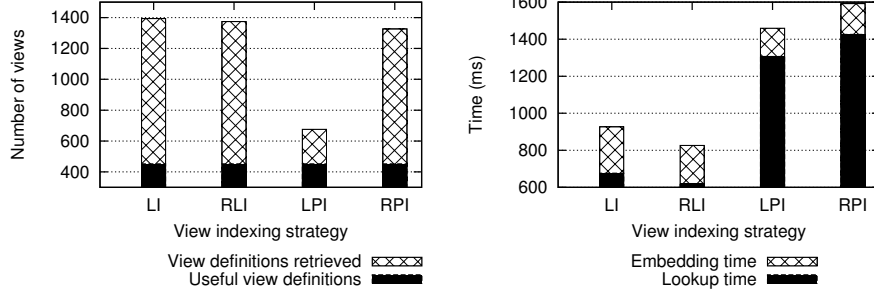 Number of views
1400
1200
1000
800
600
400
LI RLI LPI RPI
View indexing strategy
View definitions retrieved
Useful view definitions
Time (ms)
1600
1400
1200
1000
800
600
LI RLI LPI RPI
View indexing strategy
Embedding time
Lookup time